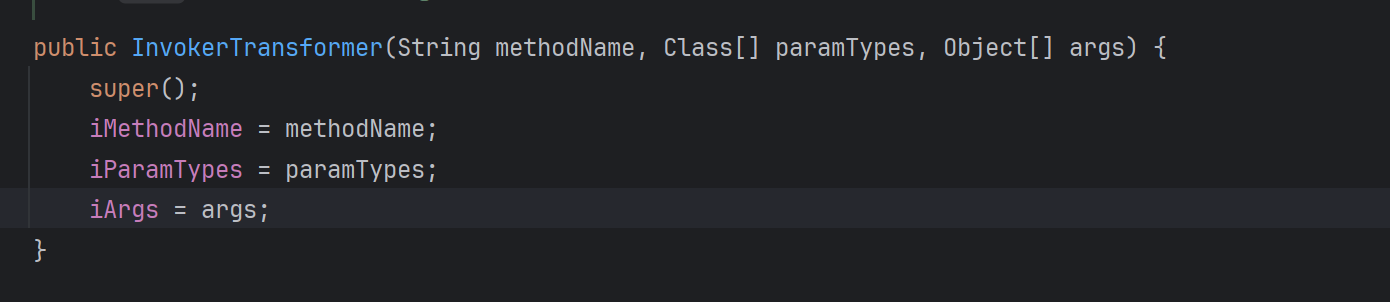 public InvokerTransformer(String methodName, Class[] paramTypes, Object[] args) {
super();
iMethodName = methodName;
iParamTypes = paramTypes;
iArgs = args;
}